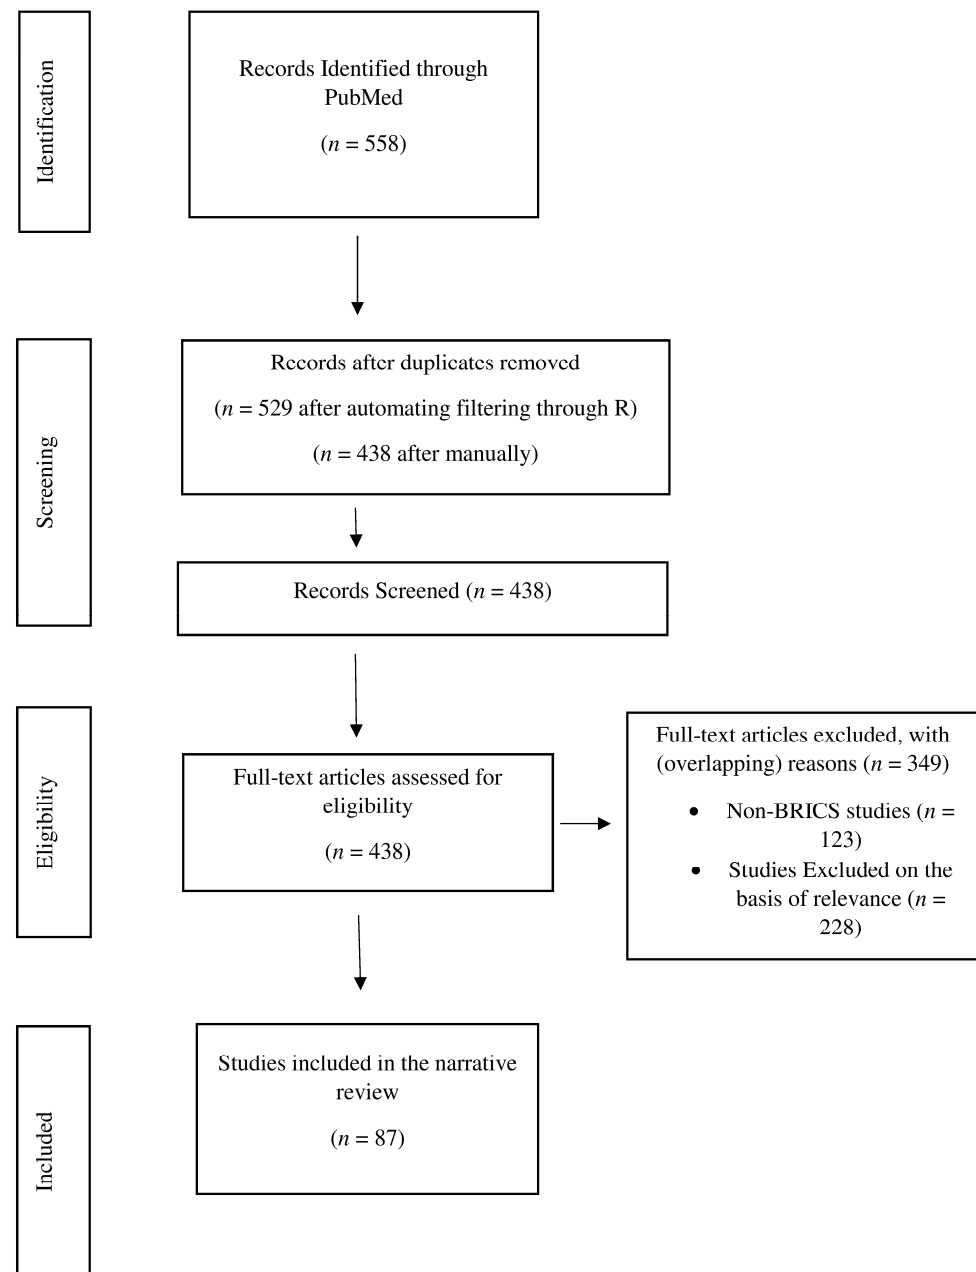 Identification
Records Identified through
PubMed
(n = 558)
Screening
Records after duplicates removed
(n = 529 after automating filtering through R)
(n = 438 after manually)
Records Screened (n = 438)
Eligibility
Full-text articles assessed for
eligibility
(n = 438)
Full-text articles excluded, with
(overlapping) reasons (n = 349)
• Non-BRICS studies (n =
123)
• Studies Excluded on the
basis of relevance (n =
228)
Included
Studies included in the narrative
review
(n = 87)